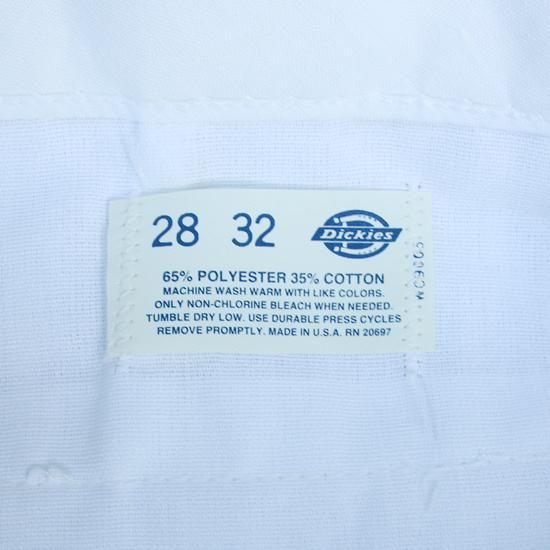 28 32 Dickies
65% POLYESTER 35% COTTON
MACHINE WASH WARM WITH LIKE COLORS.
ONLY NON-CHLORINE BLEACH WHEN NEEDED.
TUMBLE DRY LOW. USE DURABLE PRESS CYCLES
REMOVE PROMPTLY. MADE IN U.S.A. RN 20697